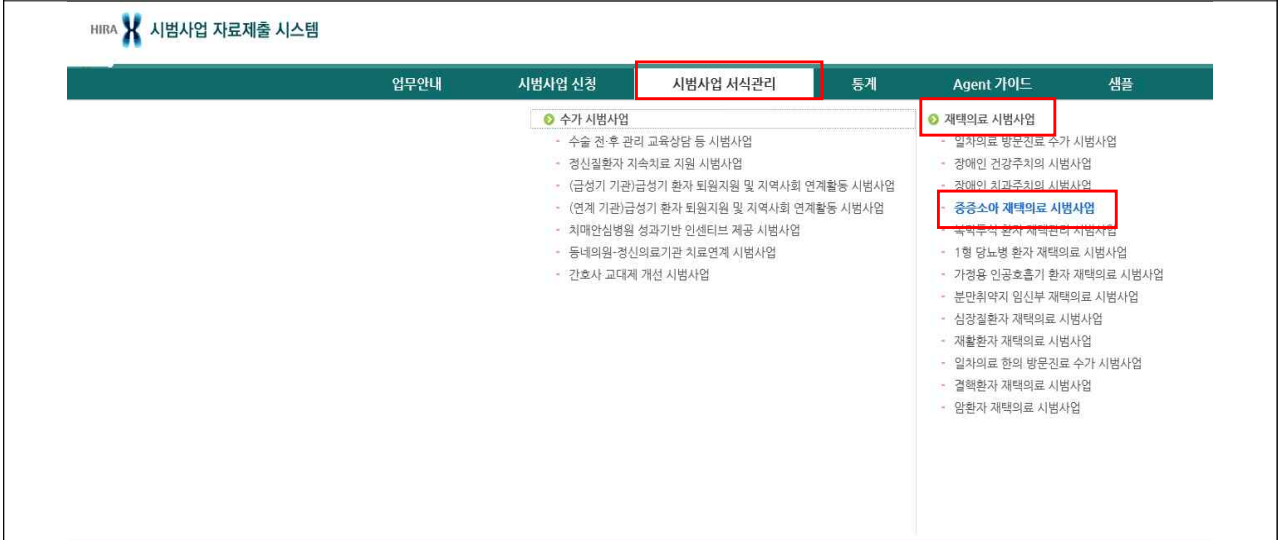 HIRA 시범사업 자료제출 시스템
업무안내 시범사업 신청 시범사업 서식관리 통계 Agent 가이드 샘플
수가 시범사업
- 수술 전·후 관리 교육상담 등 시범사업
- 정신질환자 지속치료 지원 시범사업
- (급성기 기관)급성기 환자 퇴원지원 및 지역사회 연계활동 시범사업
- (연계 기관)급성기 환자 퇴원지원 및 지역사회 연계활동 시범사업
- 치매안심병원 성과기반 인센티브 제공 시범사업
- 동네의원-정신의료기관 치료연계 시범사업
- 간호사 교대제 개선 시범사업
재택의료 시범사업
- 일차의료 방문진료 수가 시범사업
- 장애인 건강주치의 시범사업
- 장애인 치과주치의 시범사업
- 중증소아 재택의료 시범사업
- 복막투석 환자 재택관리 시범사업
- 1형 당뇨병 환자 재택의료 시범사업
- 가정용 인공호흡기 환자 재택의료 시범사업
- 분만취약지 임신부 재택의료 시범사업
- 심장질환자 재택의료 시범사업
- 재활환자 재택의료 시범사업
- 일차의료 한의 방문진료 수가 시범사업
- 결핵환자 재택의료 시범사업
- 암환자 재택의료 시범사업